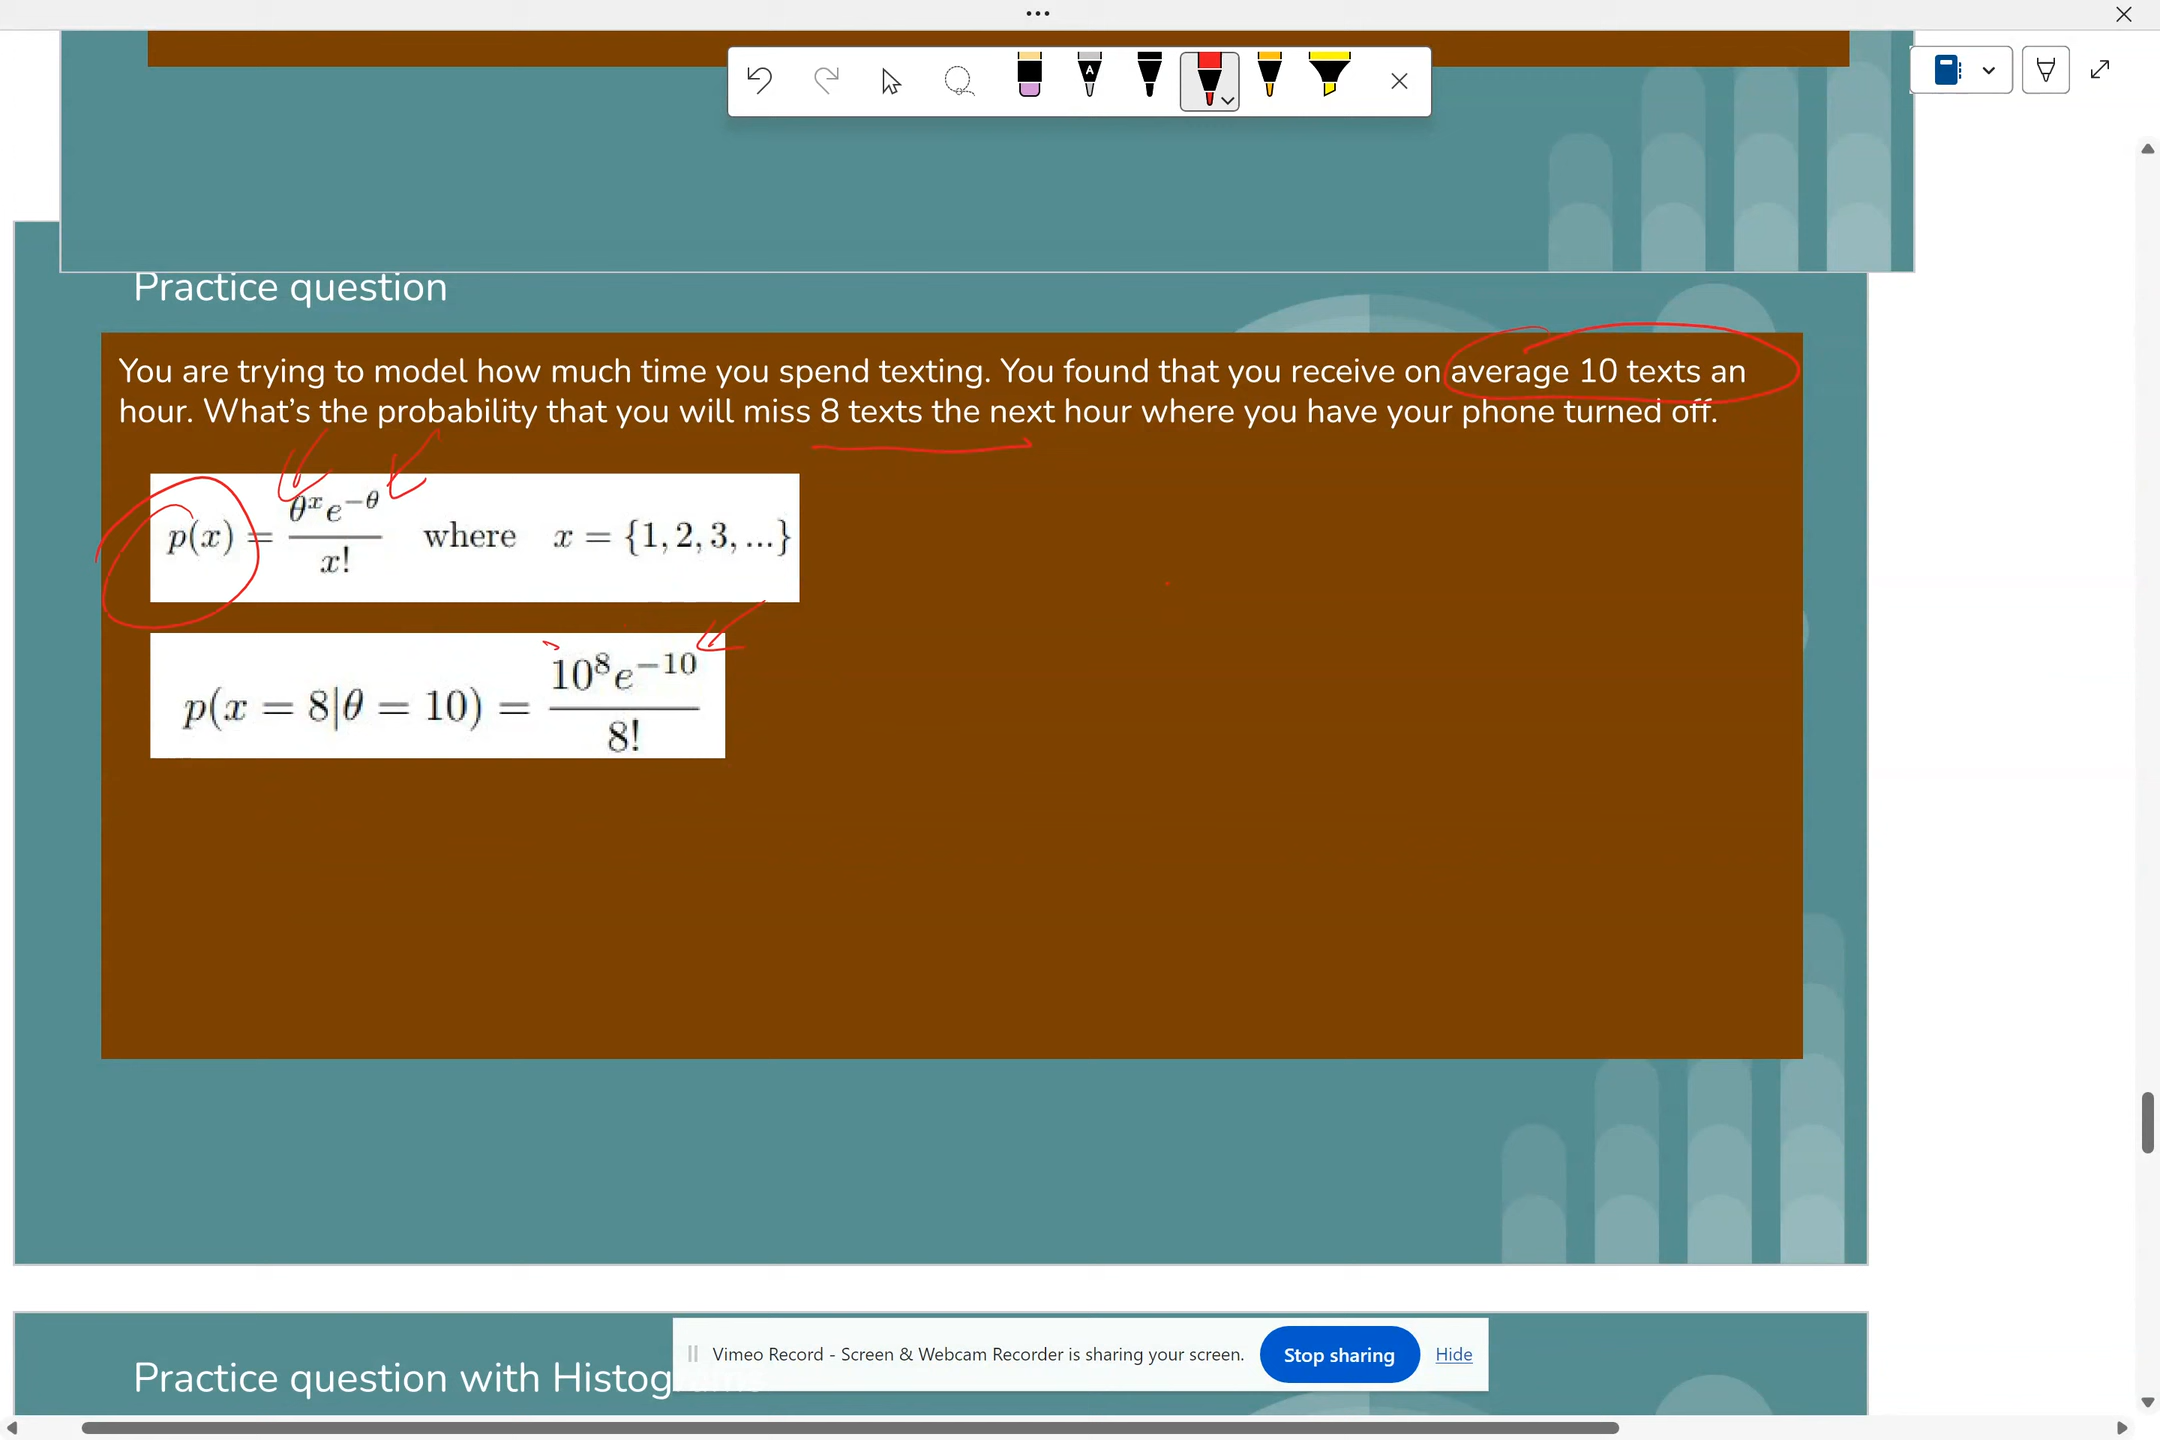 Practice question
You are trying to model how much time you spend texting. You found that you receive on average 10 texts an
hour. What's the probability that you will miss 8 texts the next hour where you have your phone turned off.
p(x) = θˣe⁻θ / x! where x = {1, 2, 3, ...}
p(x = 8|θ = 10) = 10⁸e⁻¹⁰ / 8!
Vimeo Record - Screen & Webcam Recorder is sharing your screen. Stop sharing Hide
Practice question with